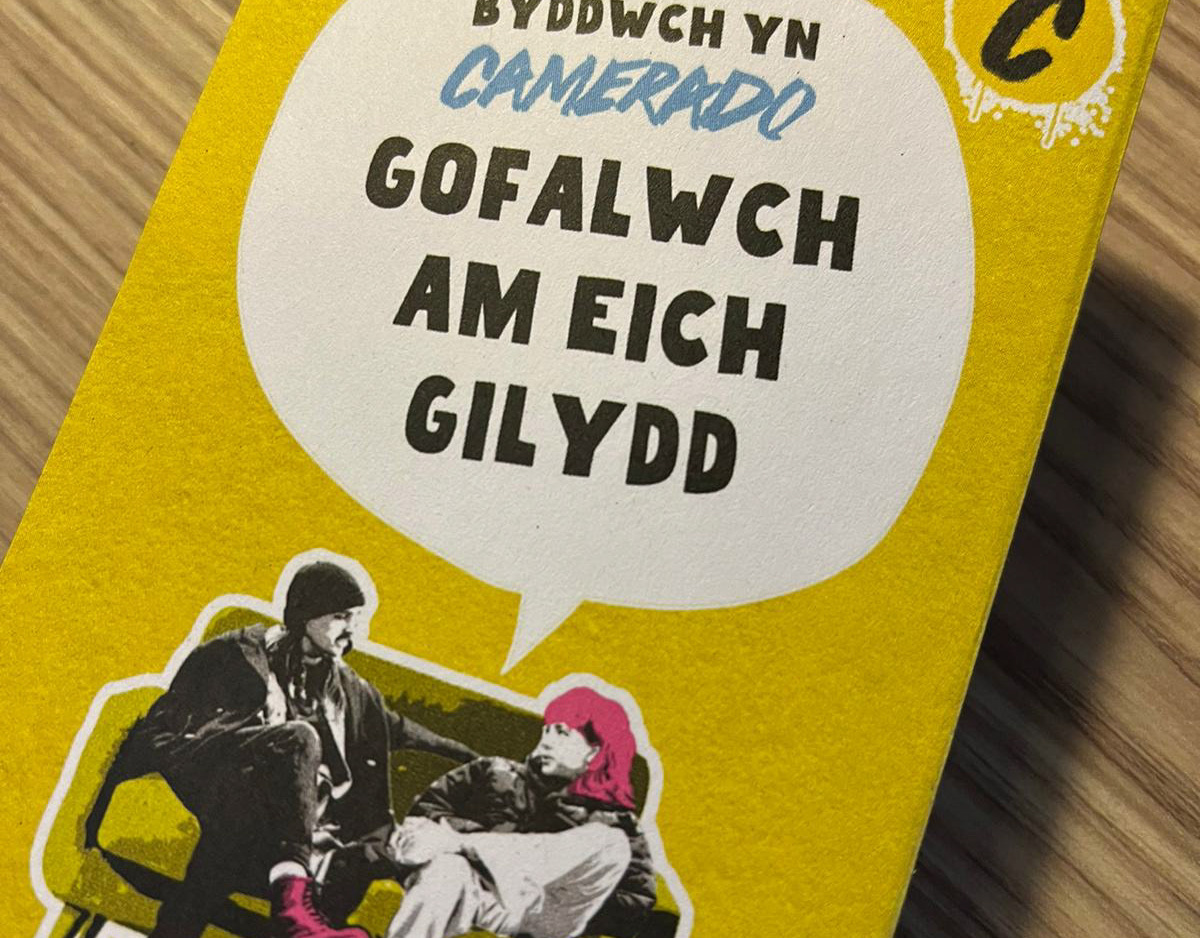 BYDDWCH YN
CAMERADO
GOFALWCH
AM EICH
GILYDD
C